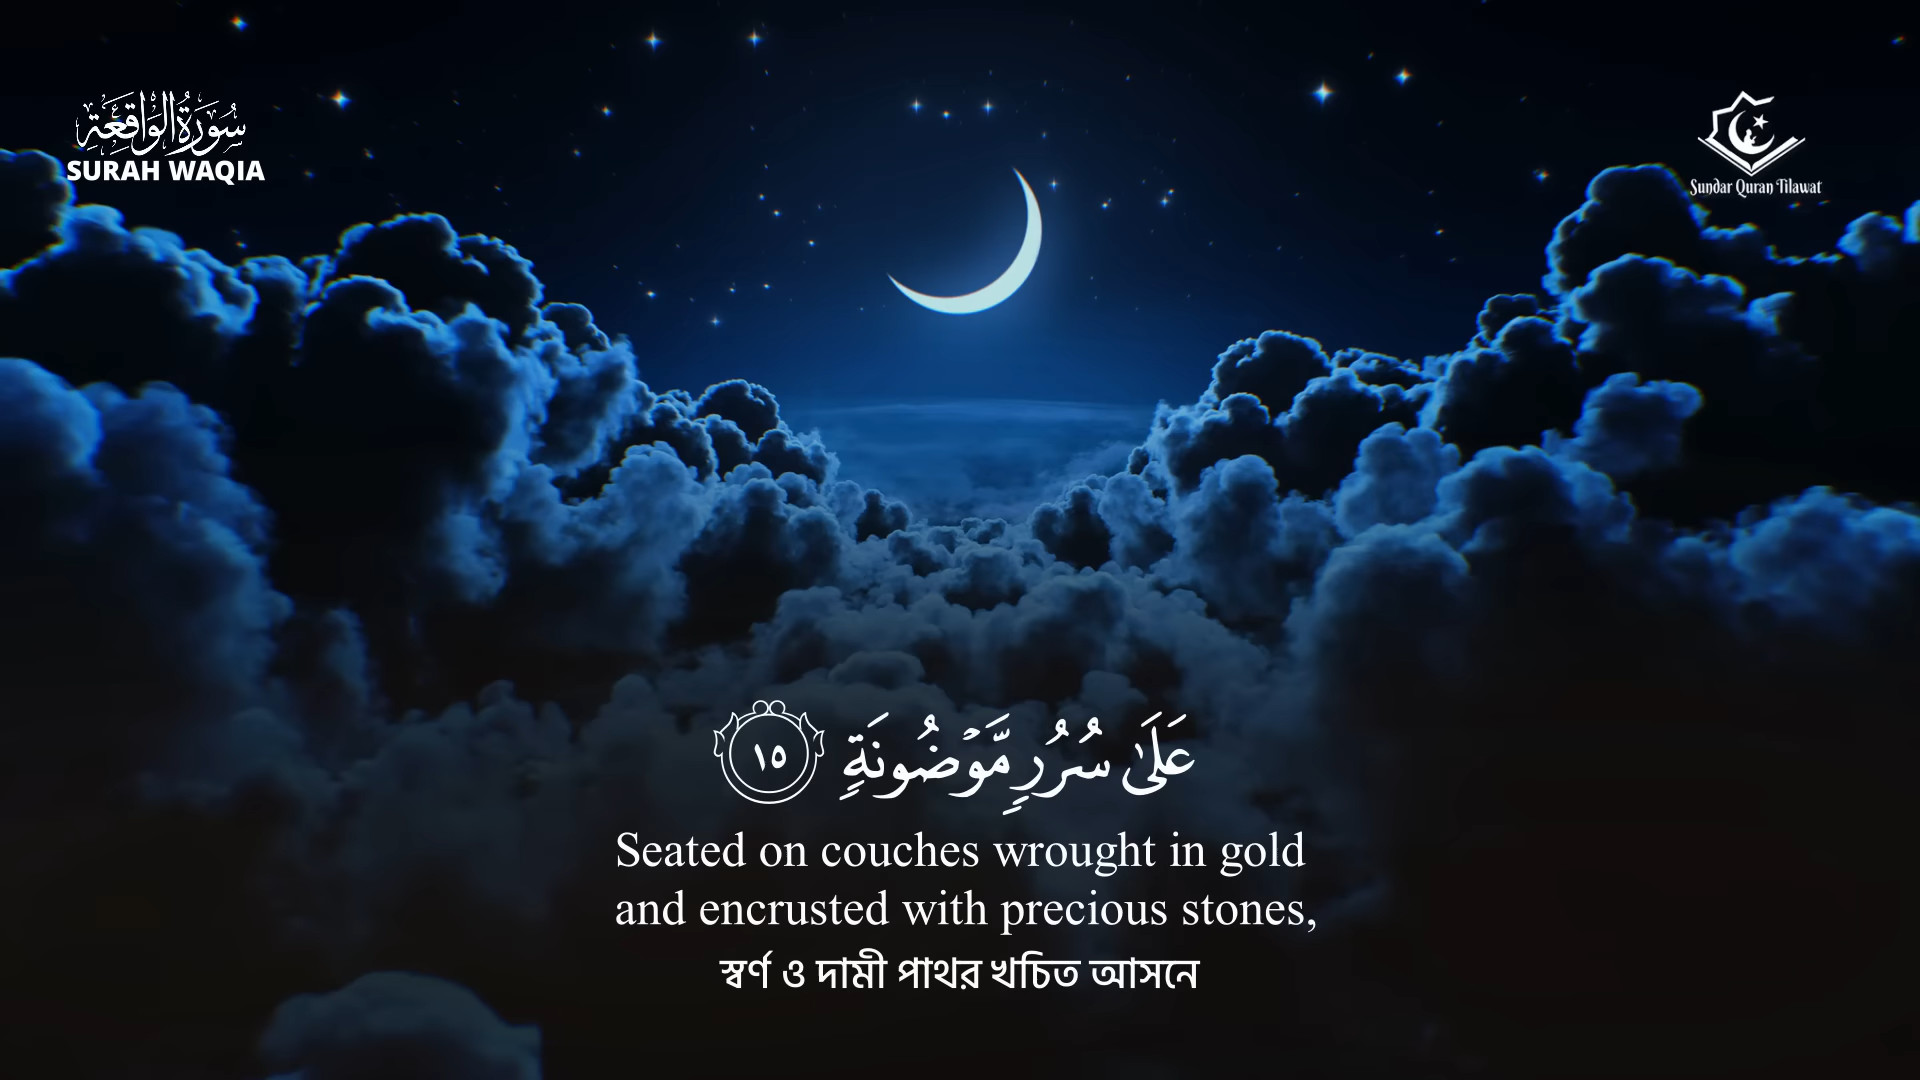 سُورَةُ الْوَاقِعَة
SURAH WAQIA
Sundar Quran Tilawat
عَلَىٰ سُرُرٍ مَّوْضُونَةٍ ١٥
Seated on couches wrought in gold
and encrusted with precious stones,
স্বর্ণ ও দামী পাথর খচিত আসনে